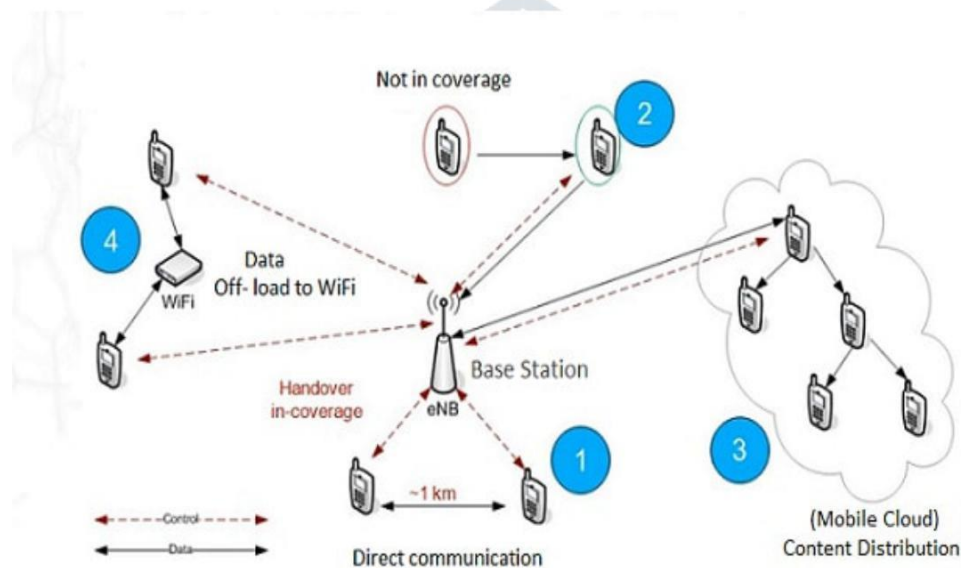 Not in coverage
2
4
Data
Off- load to WiFi
WiFi
Handover
in-coverage
Base Station
eNB
1
~1 km
3
Control
Data
Direct communication
(Mobile Cloud)
Content Distribution